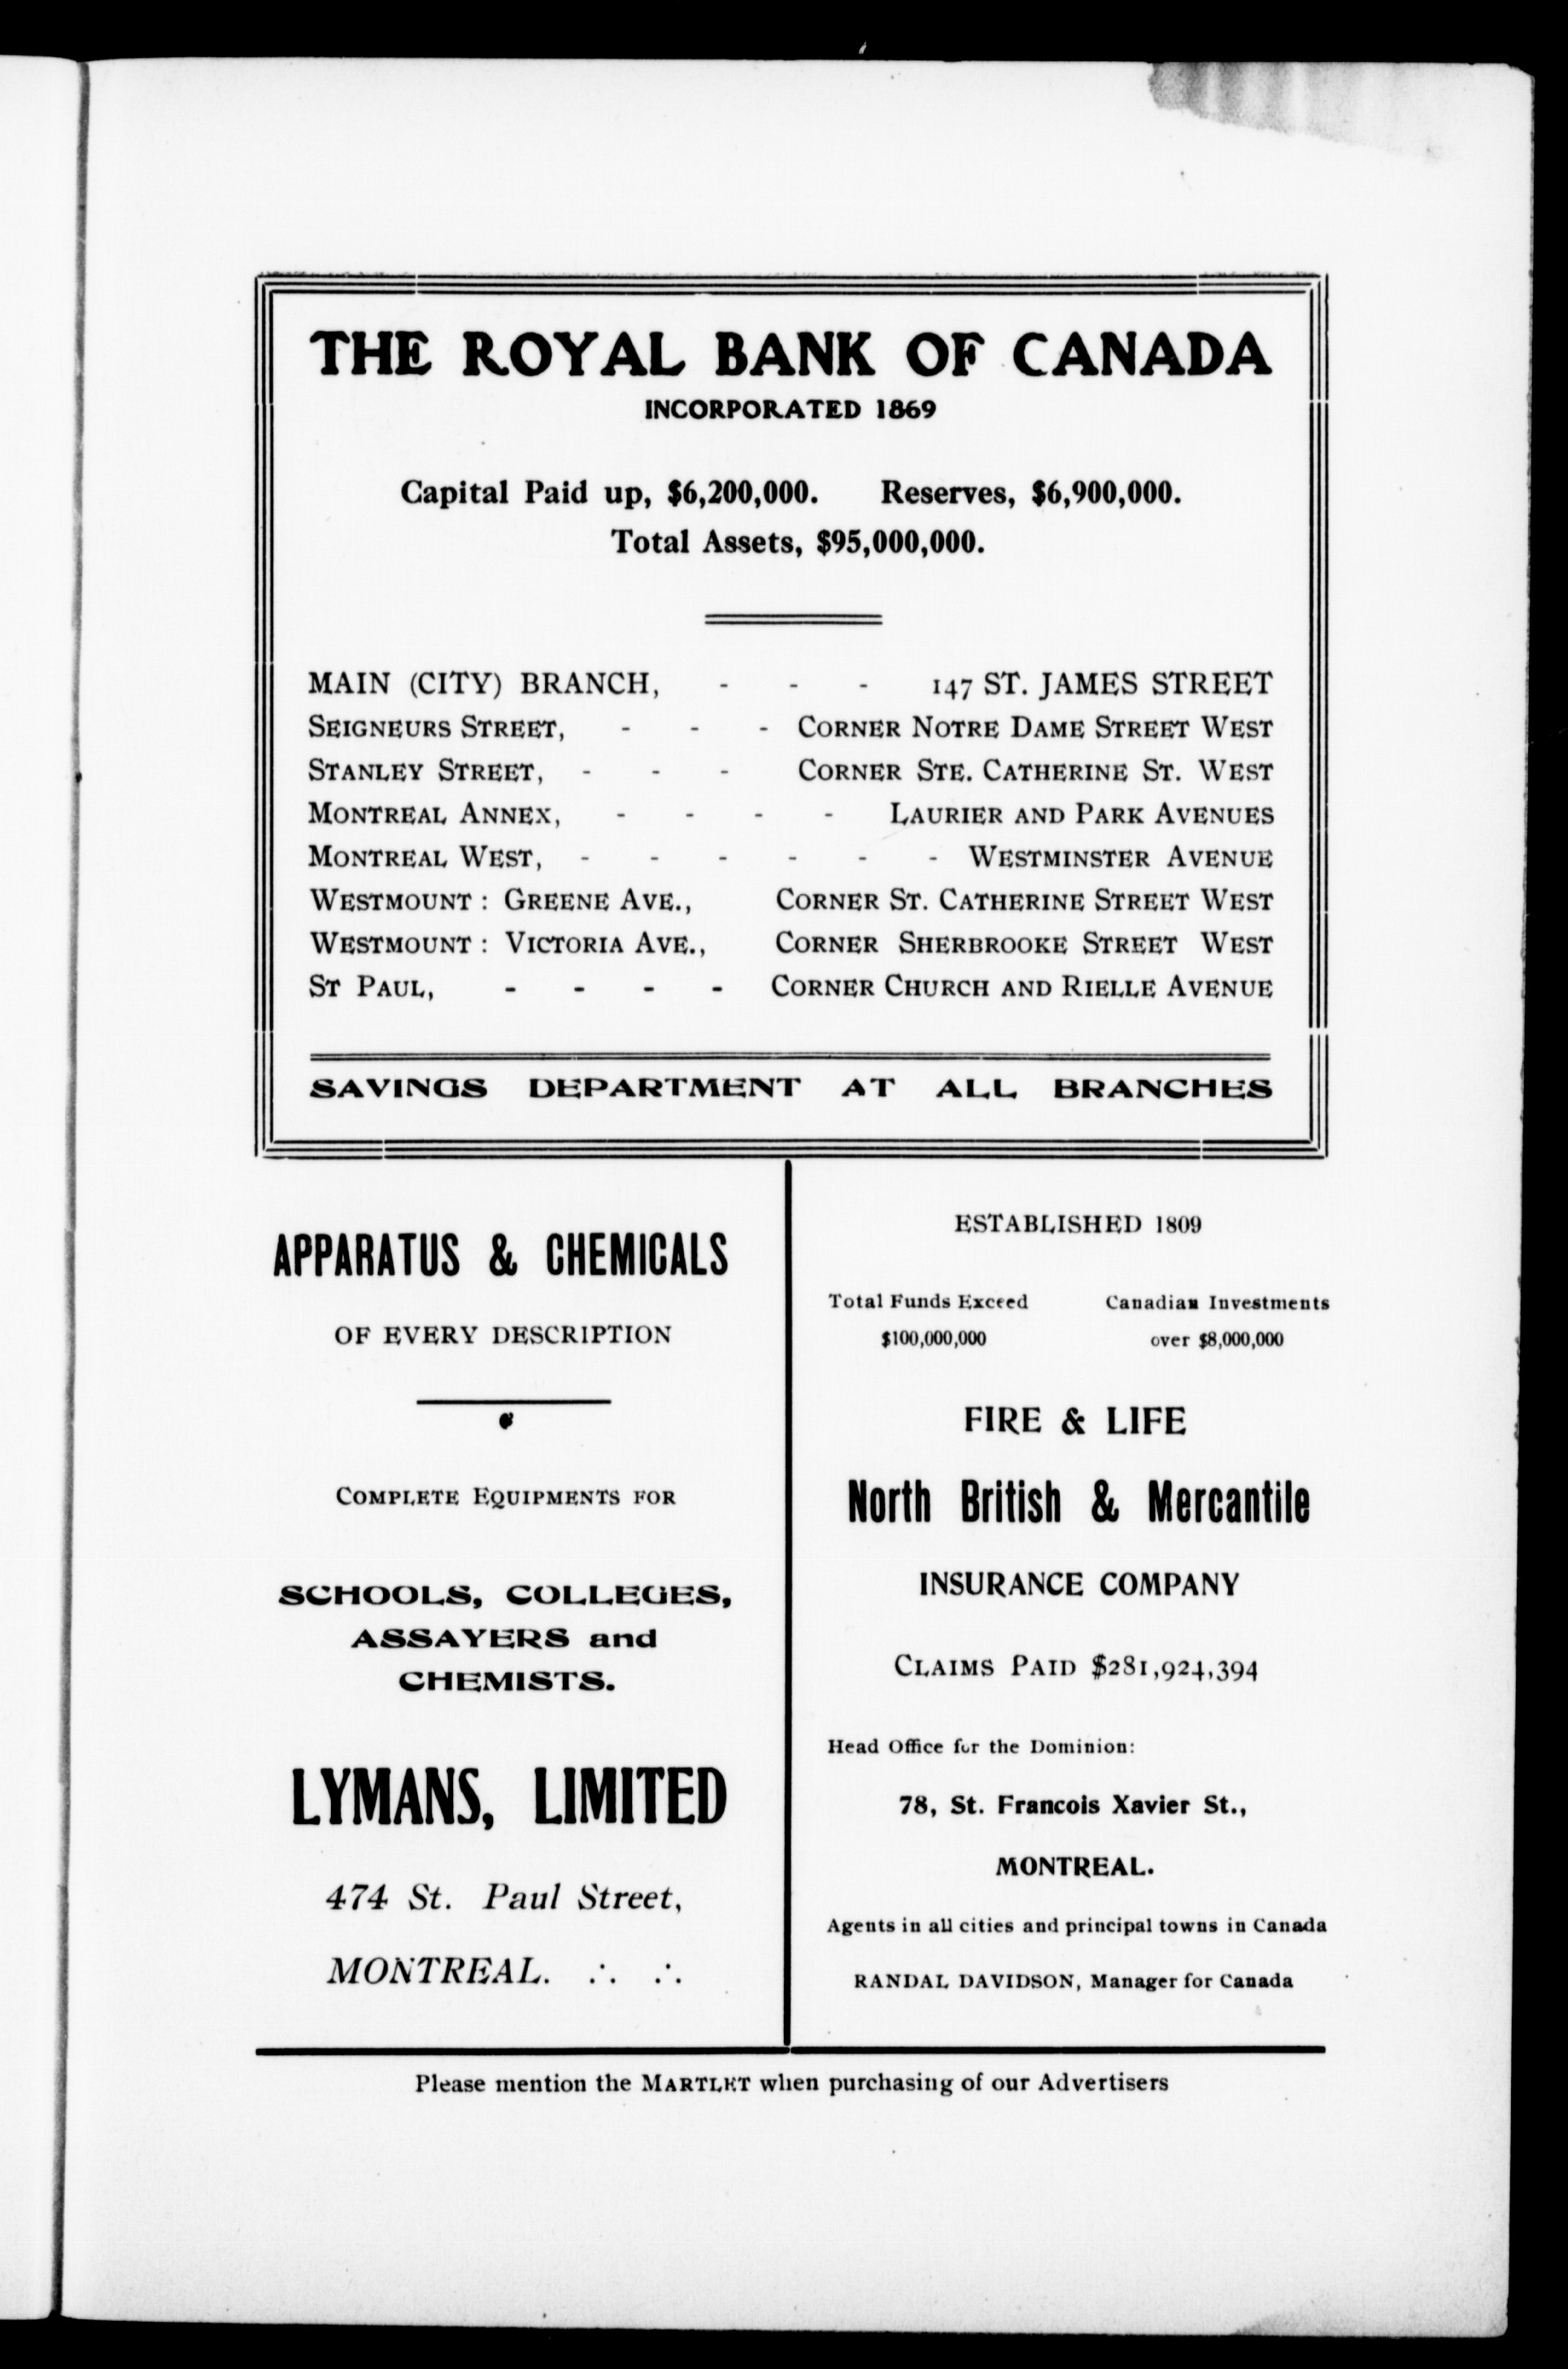 THE ROYAL BANK OF CANADA
INCORPORATED 1869
Capital Paid up, $6,200,000. Reserves, $6,900,000.
Total Assets, $95,000,000.
MAIN (CITY) BRANCH, - - - 147 ST. JAMES STREET
SEIGNEURS STREET, - - - CORNER NOTRE DAME STREET WEST
STANLEY STREET, - - - CORNER STE. CATHERINE ST. WEST
MONTREAL ANNEX, - - - - LAURIER AND PARK AVENUES
MONTREAL WEST, - - - - - - WESTMINSTER AVENUE
WESTMOUNT : GREENE AVE., CORNER ST. CATHERINE STREET WEST
WESTMOUNT : VICTORIA AVE., CORNER SHERBROOKE STREET WEST
ST PAUL, - - - - CORNER CHURCH AND RIELLE AVENUE
SAVINGS DEPARTMENT AT ALL BRANCHES
APPARATUS & CHEMICALS
OF EVERY DESCRIPTION
COMPLETE EQUIPMENTS FOR
SCHOOLS, COLLEGES,
ASSAYERS and
CHEMISTS.
LYMANS, LIMITED
474 St. Paul Street,
MONTREAL. ∴ ∴
ESTABLISHED 1809
Total Funds Exceed Canadian Investments
$100,000,000 over $8,000,000
FIRE & LIFE
North British & Mercantile
INSURANCE COMPANY
CLAIMS PAID $281,924,394
Head Office for the Dominion:
78, St. Francois Xavier St.,
MONTREAL.
Agents in all cities and principal towns in Canada
RANDAL DAVIDSON, Manager for Canada
Please mention the MARTLET when purchasing of our Advertisers